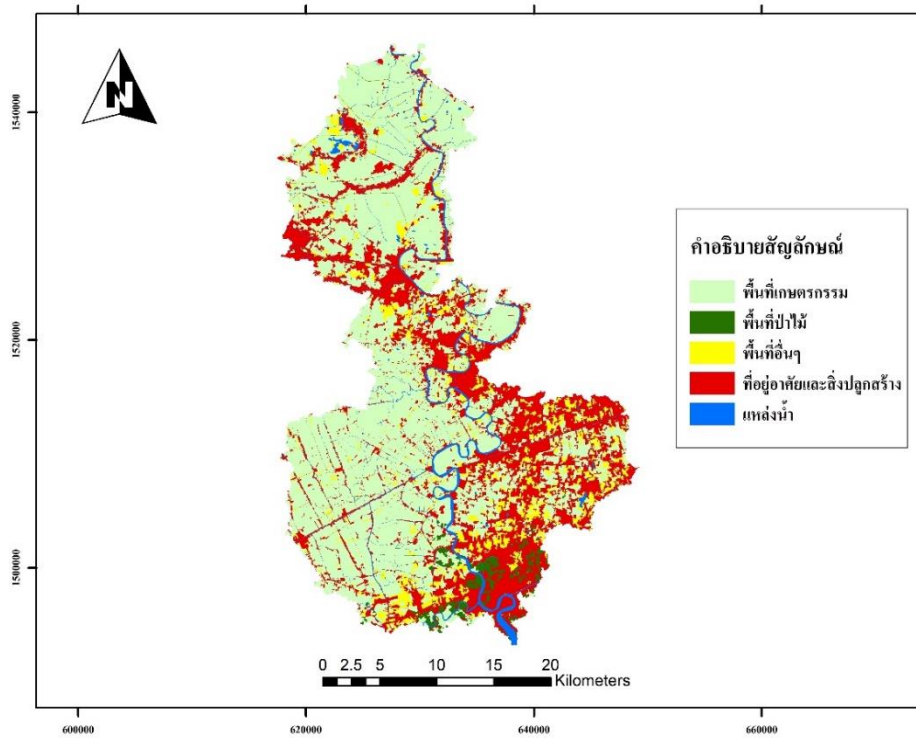 N
1540000
1520000
1500000
คำอธิบายสัญลักษณ์
พื้นที่เกษตรกรรม
พื้นที่ป่าไม้
พื้นที่อื่นๆ
ที่อยู่อาศัยและสิ่งปลูกสร้าง
แหล่งน้ำ
0 2.5 5 10 15 20
Kilometers
600000 620000 640000 660000